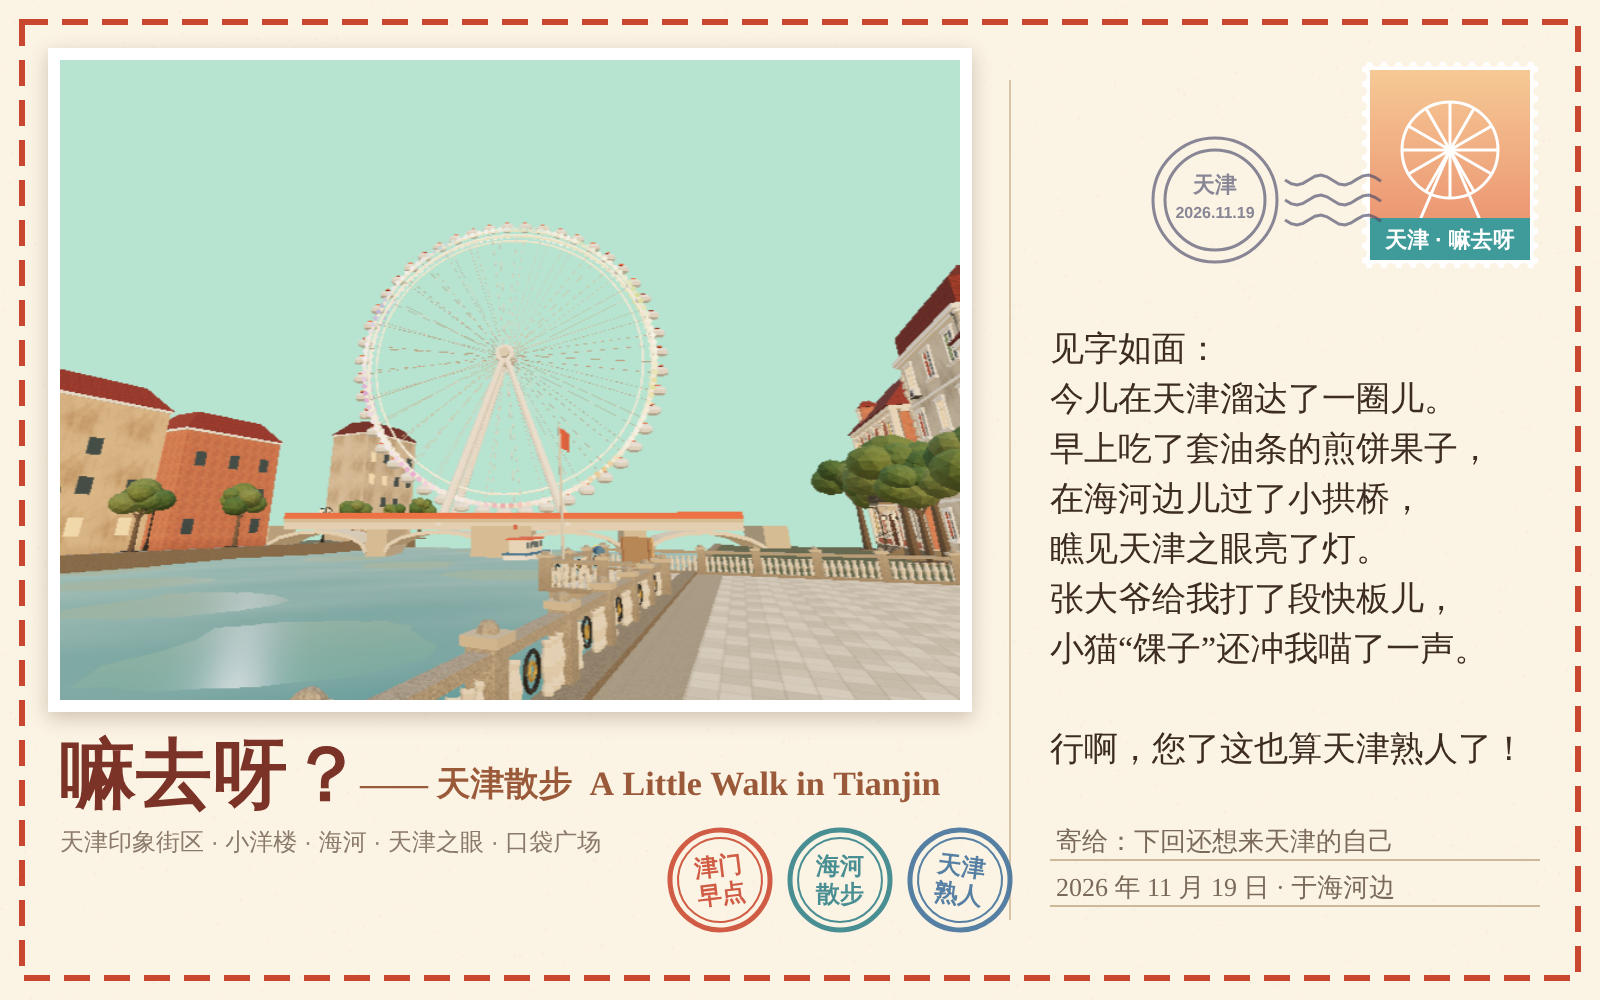 嘛去呀？—— 天津散步 A Little Walk in Tianjin
天津印象街区 · 小洋楼 · 海河 · 天津之眼 · 口袋广场
津门
早点
海河
散步
天津
熟人
天津
2026.11.19
天津 · 嘛去呀
见字如面：
今儿在天津溜达了一圈儿。
早上吃了套油条的煎饼果子，
在海河边儿过了小拱桥，
瞧见天津之眼亮了灯。
张大爷给我打了段快板儿，
小猫“馃子”还冲我喵了一声。
行啊，您了这也算天津熟人了！
寄给：下回还想来天津的自己
2026 年 11 月 19 日 · 于海河边